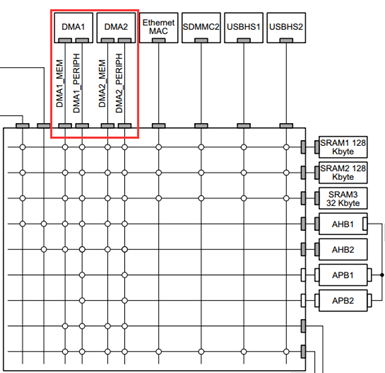 DMA1
DMA2
Ethernet
MAC
SDMMC2
USBHS1
USBHS2
DMA1_MEM
DMA1_PERIPH
DMA2_MEM
DMA2_PERIPH
SRAM1 128
Kbyte
SRAM2 128
Kbyte
SRAM3
32 Kbyte
AHB1
AHB2
APB1
APB2